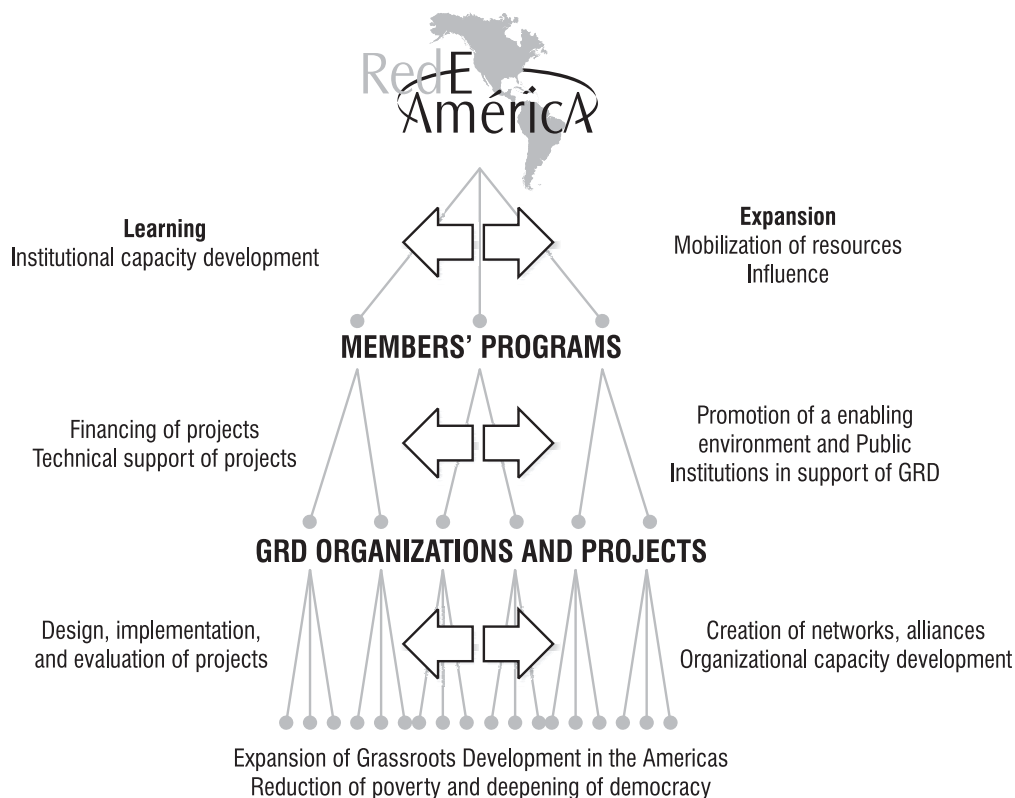 RedE
AméricA
Learning
Institutional capacity development
Expansion
Mobilization of resources
Influence
MEMBERS’ PROGRAMS
Financing of projects
Technical support of projects
Promotion of a enabling
environment and Public
Institutions in support of GRD
GRD ORGANIZATIONS AND PROJECTS
Design, implementation,
and evaluation of projects
Creation of networks, alliances
Organizational capacity development
Expansion of Grassroots Development in the Americas
Reduction of poverty and deepening of democracy